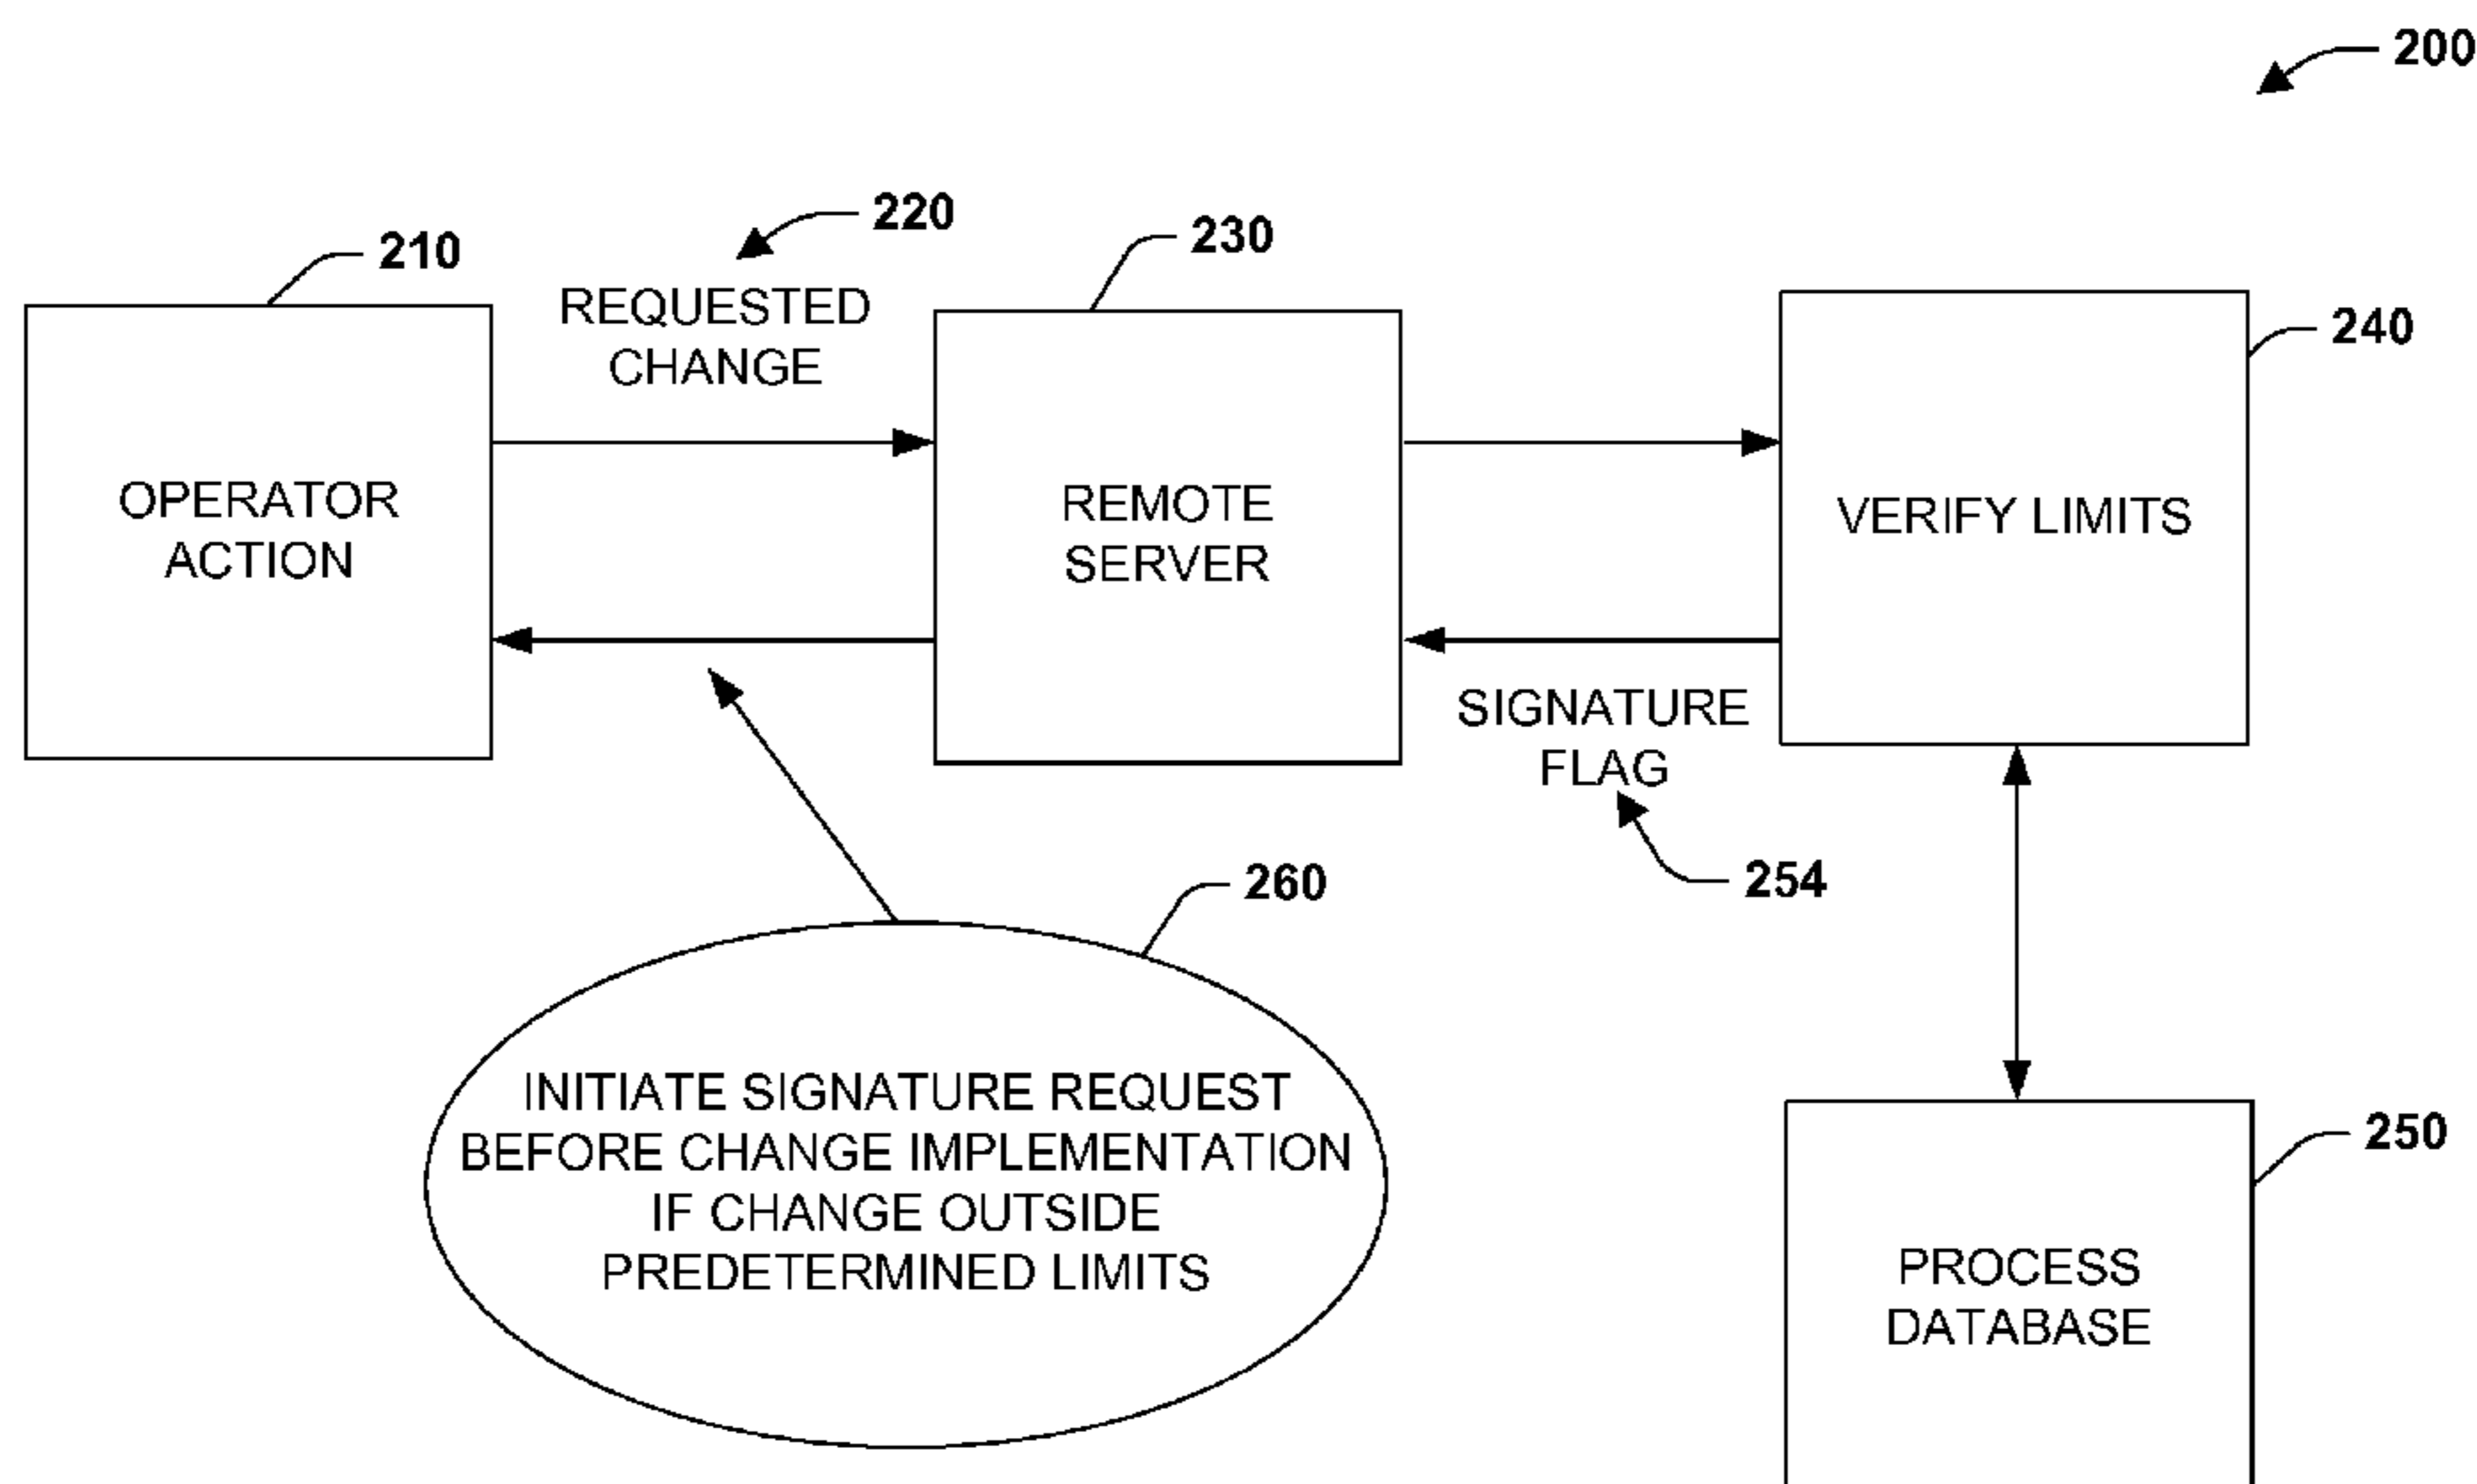 200
220
230
210
REQUESTED
CHANGE
240
OPERATOR
ACTION
REMOTE
SERVER
VERIFY LIMITS
SIGNATURE
FLAG
254
260
INITIATE SIGNATURE REQUEST
BEFORE CHANGE IMPLEMENTATION
IF CHANGE OUTSIDE
PREDETERMINED LIMITS
250
PROCESS
DATABASE